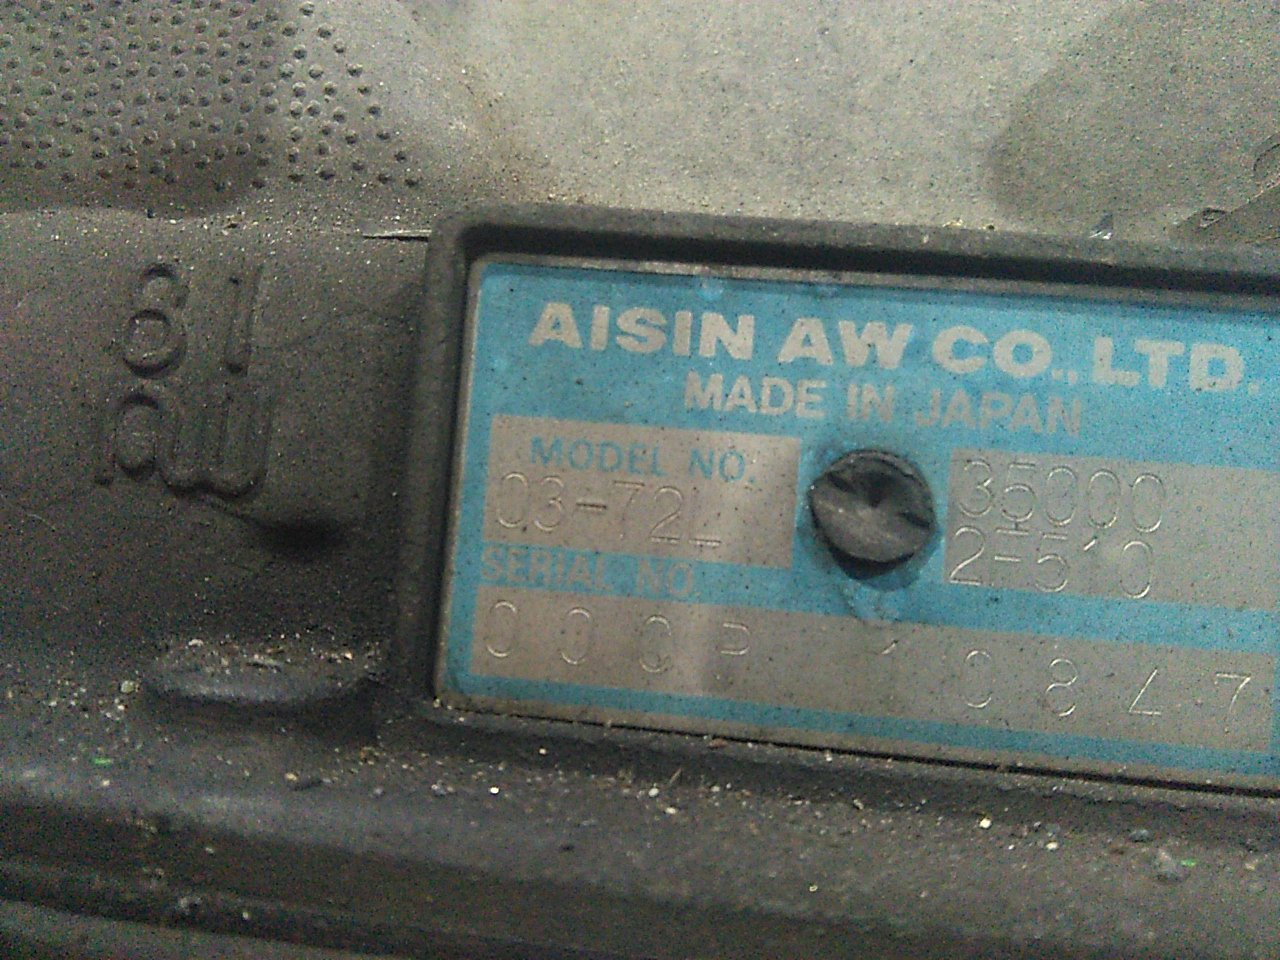 81
aw
AISIN AW CO., LTD.
MADE IN JAPAN
MODEL NO.
03-72L
35000
2-510
SERIAL NO.
000P 10847